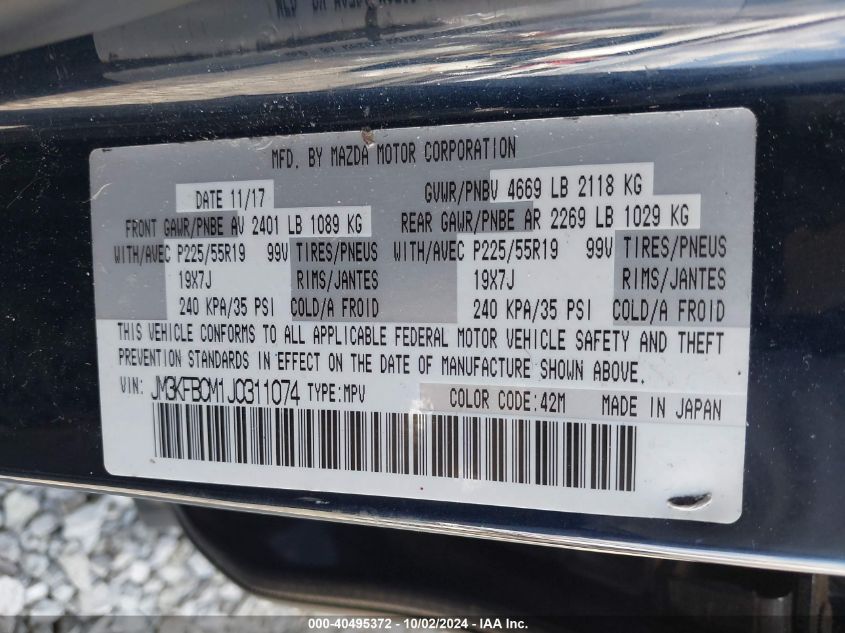 MFD. BY MAZDA MOTOR CORPORATION
DATE 11/17 GVWR/PNBV 4669 LB 2118 KG
FRONT GAWR/PNBE AV 2401 LB 1089 KG REAR GAWR/PNBE AR 2269 LB 1029 KG
WITH/AVEC P225/55R19 99V TIRES/PNEUS WITH/AVEC P225/55R19 99V TIRES/PNEUS
19X7J RIMS/JANTES 19X7J RIMS/JANTES
240 KPA/35 PSI COLD/A FROID 240 KPA/35 PSI COLD/A FROID
THIS VEHICLE CONFORMS TO ALL APPLICABLE FEDERAL MOTOR VEHICLE SAFETY AND THEFT
PREVENTION STANDARDS IN EFFECT ON THE DATE OF MANUFACTURE SHOWN ABOVE.
VIN: JM3KFBCM1J0311074 TYPE:MPV COLOR CODE:42M MADE IN JAPAN
000-40495372 - 10/02/2024 - IAAI.com